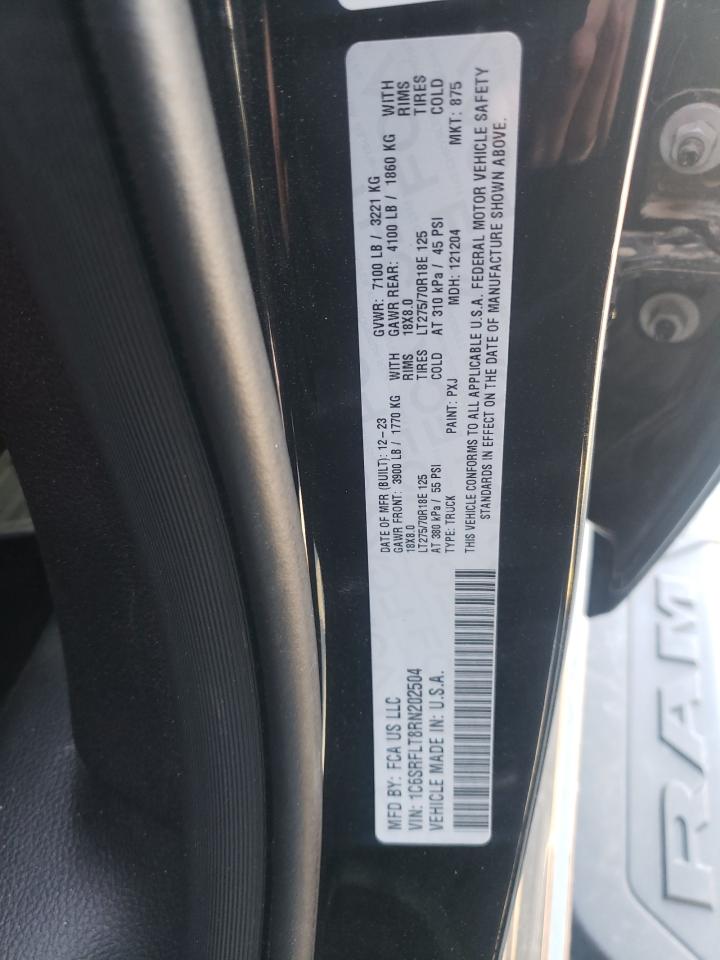 MFD BY: FCA US LLC
VIN: 1C6SRFLT8RN202504
VEHICLE MADE IN: U.S.A.
DATE OF MFR (BUILT): 12-23 GVWR: 7100 LB / 3221 KG
GAWR FRONT: 3900 LB / 1770 KG WITH GAWR REAR: 4100 LB / 1860 KG WITH
18X8.0 RIMS 18X8.0 RIMS
LT275/70R18E 125 TIRES LT275/70R18E 125 TIRES
AT 380 kPa / 55 PSI COLD AT 310 kPa / 45 PSI COLD
TYPE: TRUCK PAINT: PXJ MDH: 121204 MKT: 875
THIS VEHICLE CONFORMS TO ALL APPLICABLE U.S.A. FEDERAL MOTOR VEHICLE SAFETY
STANDARDS IN EFFECT ON THE DATE OF MANUFACTURE SHOWN ABOVE.
RAM